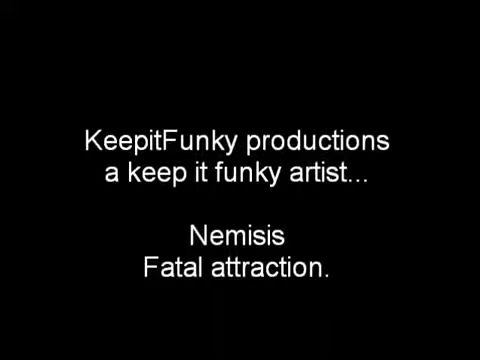 KeepitFunky productions
a keep it funky artist...
Nemisis
Fatal attraction.